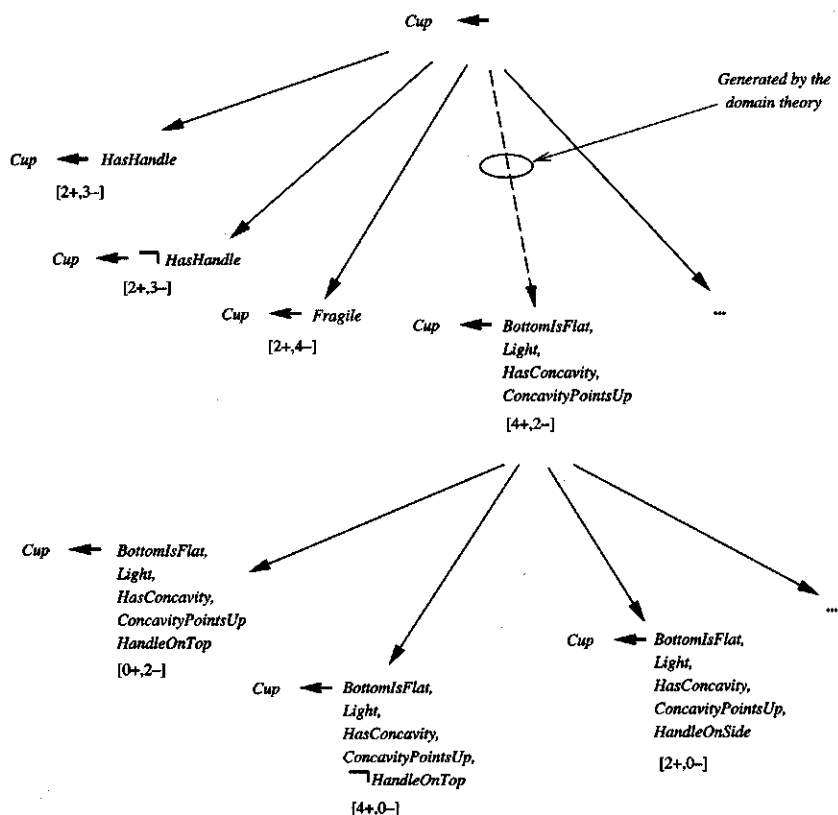 Cup ←
Generated by the
domain theory
Cup ← HasHandle
[2+,3–]
Cup ← ¬ HasHandle
[2+,3–]
Cup ← Fragile
[2+,4–]
Cup ← BottomIsFlat,
Light,
HasConcavity,
ConcavityPointsUp
[4+,2–]
...
Cup ← BottomIsFlat,
Light,
HasConcavity,
ConcavityPointsUp
HandleOnTop
[0+,2–]
Cup ← BottomIsFlat,
Light,
HasConcavity,
ConcavityPointsUp,
¬HandleOnTop
[4+,0–]
Cup ← BottomIsFlat,
Light,
HasConcavity,
ConcavityPointsUp,
HandleOnSide
[2+,0–]
...